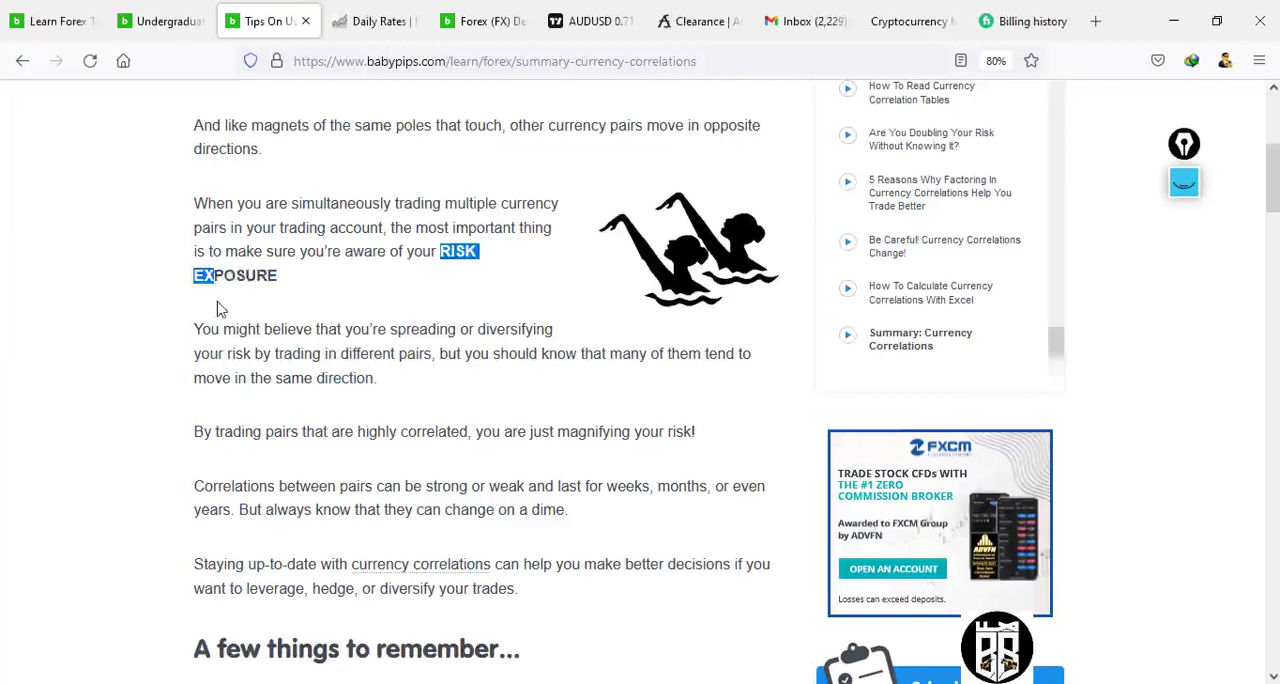 Learn Forex T
Undergradua
Tips On Us
Daily Rates |
Forex (FX) De
AUDUSD 0.71
Clearance | A
Inbox (2,229)
Cryptocurrency
Billing history
https://www.babypips.com/learn/forex/summary-currency-correlations
80%
And like magnets of the same poles that touch, other currency pairs move in opposite
directions.
When you are simultaneously trading multiple currency
pairs in your trading account, the most important thing
is to make sure you're aware of your RISK
EXPOSURE
You might believe that you're spreading or diversifying
your risk by trading in different pairs, but you should know that many of them tend to
move in the same direction.
By trading pairs that are highly correlated, you are just magnifying your risk!
Correlations between pairs can be strong or weak and last for weeks, months, or even
years. But always know that they can change on a dime.
Staying up-to-date with currency correlations can help you make better decisions if you
want to leverage, hedge, or diversify your trades.
A few things to remember...
How To Read Currency
Correlation Tables
Are You Doubling Your Risk
Without Knowing It?
5 Reasons Why Factoring In
Currency Correlations Help You
Trade Better
Be Careful! Currency Correlations
Change!
How To Calculate Currency
Correlations With Excel
Summary: Currency
Correlations
FXCM
TRADE STOCK CFDs WITH
THE #1 ZERO
COMMISSION BROKER
Awarded to FXCM Group
by ADVFN
OPEN AN ACCOUNT
Losses can exceed deposits.
BB